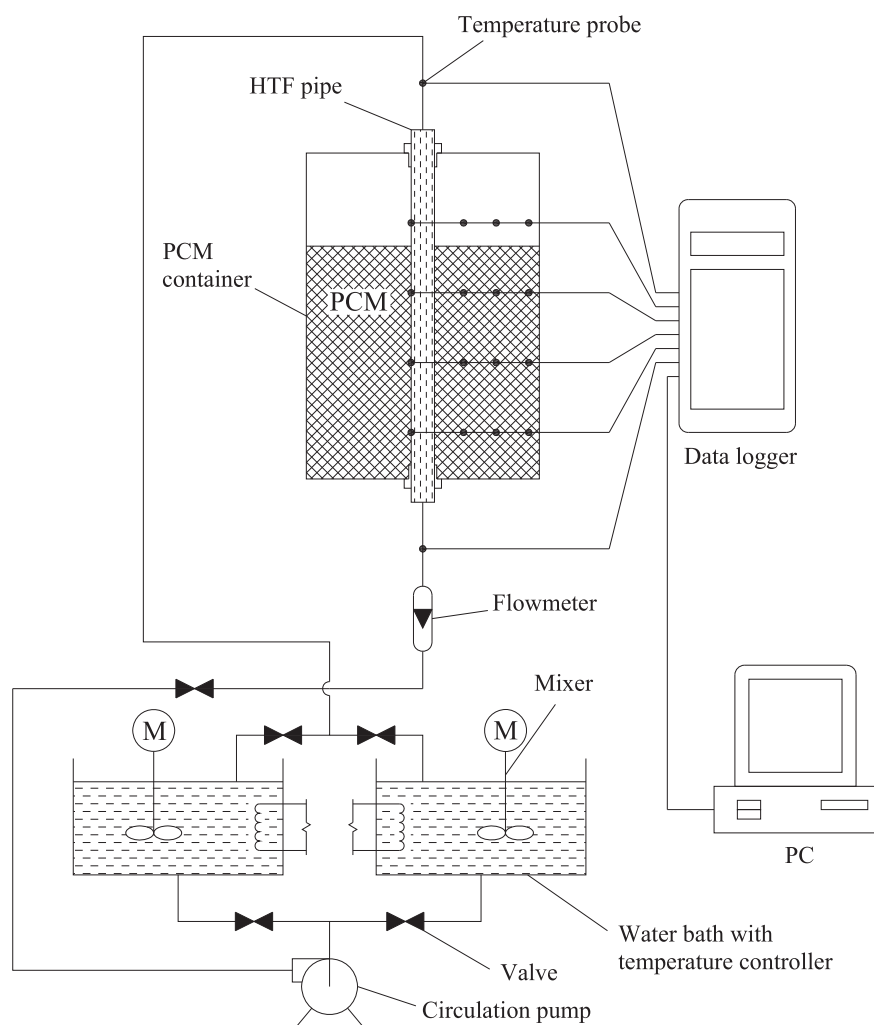 Temperature probe
HTF pipe
PCM
container
PCM
Data logger
Flowmeter
Mixer
M
M
PC
Water bath with
temperature controller
Valve
Circulation pump